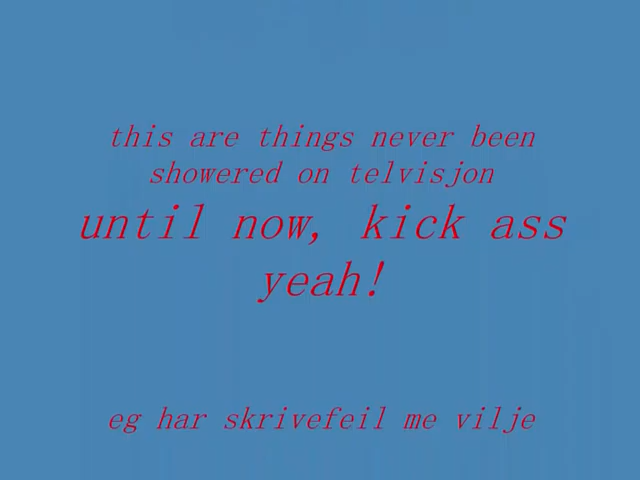 this are things never been
showered on telvisjon
until now, kick ass
yeah!
eg har skrivefeil me vilje